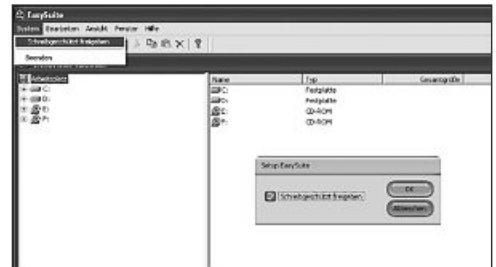 EasySuite
System Bearbeiten Ansicht Fenster Hilfe
Schreibgeschützt freigeben
Beenden
Arbeitsplatz
C:
D:
E:
F:
Name Typ Gesamtgröße
C: Festplatte
D: Festplatte
E: CD-ROM
F: CD-ROM
Setup EasySuite
Schreibgeschützt freigeben
OK
Abbrechen